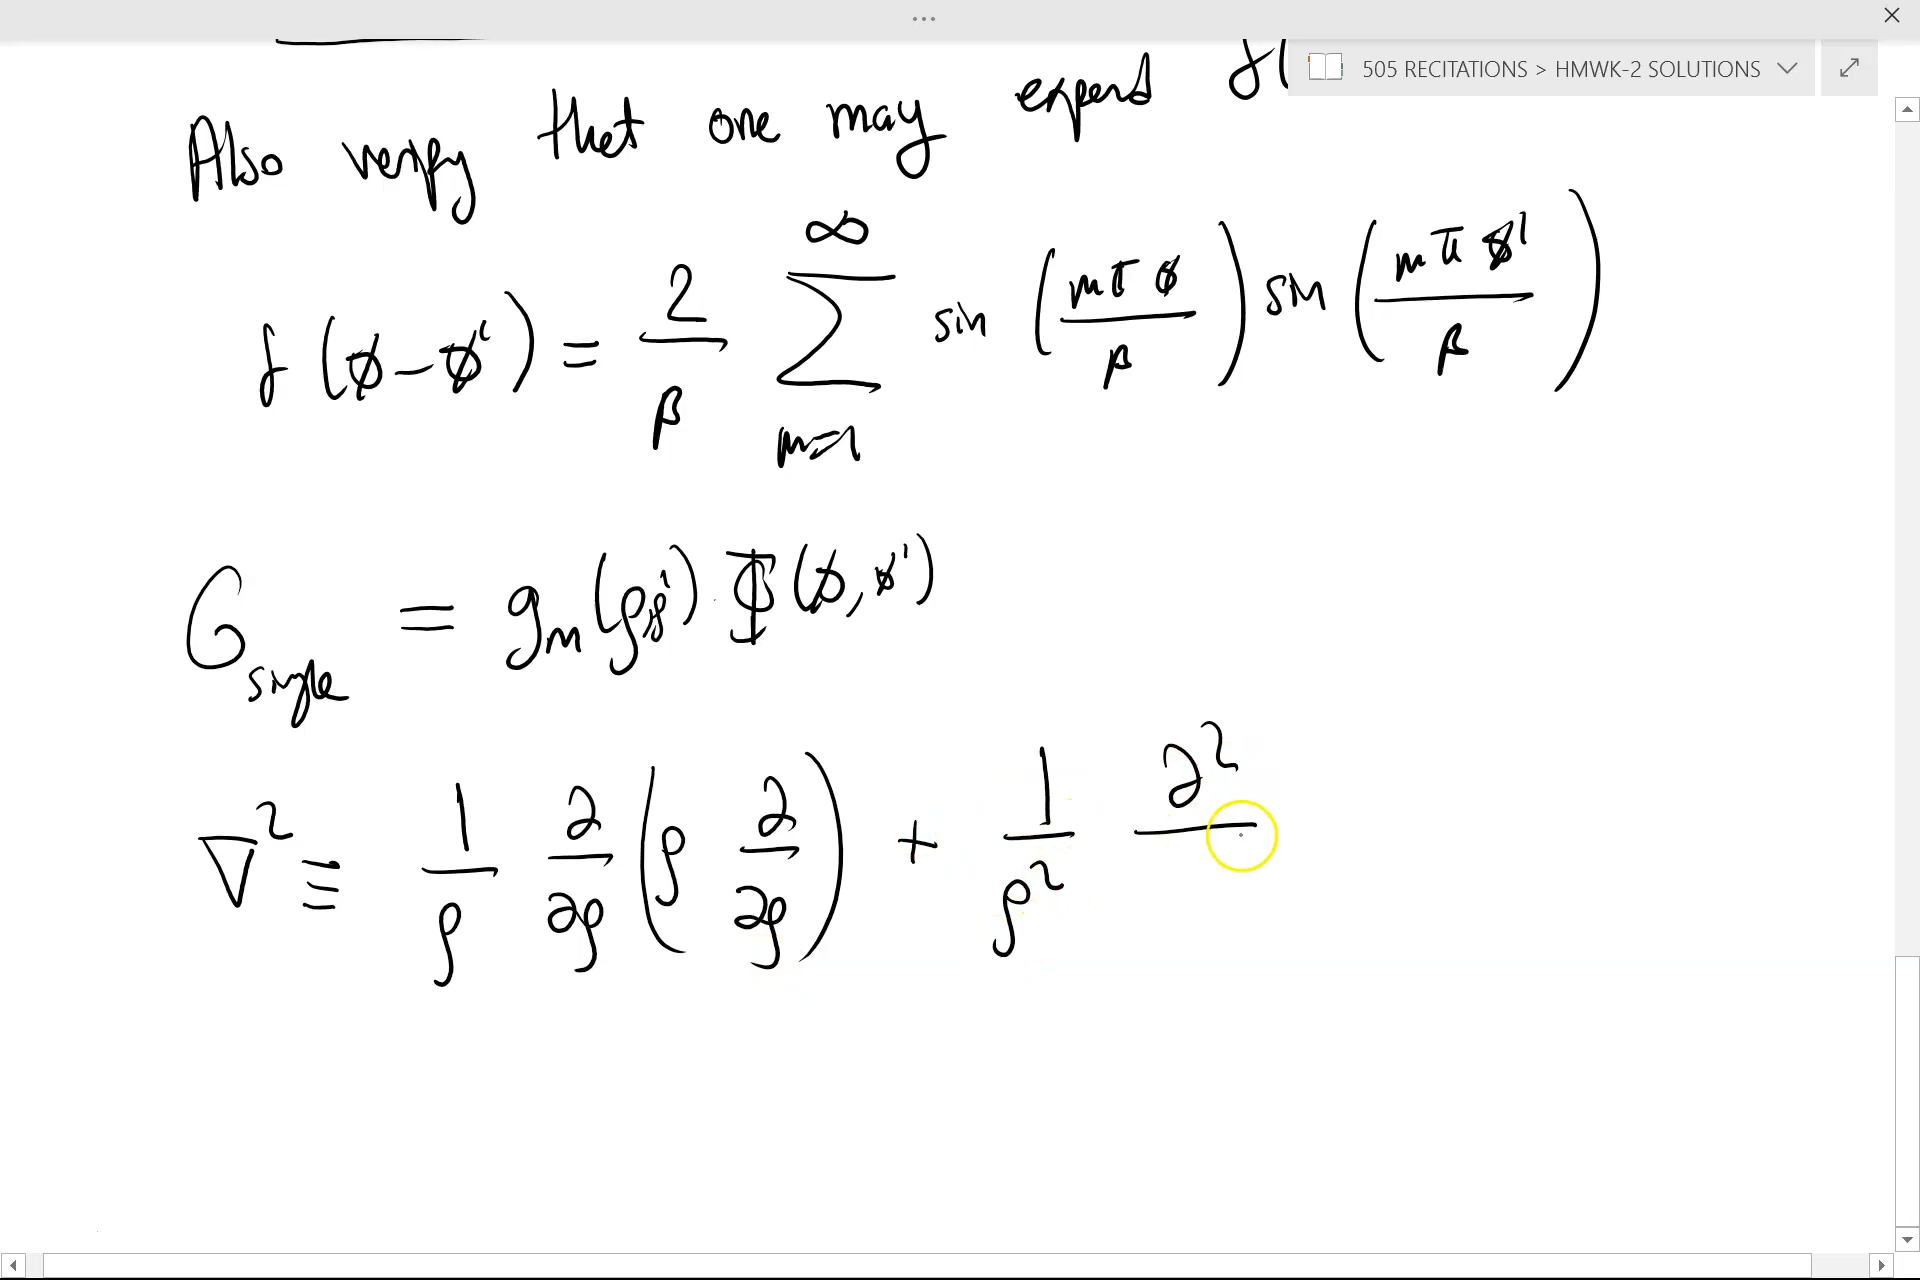 505 RECITATIONS > HMWK-2 SOLUTIONS
Also verify that one may expand δ(
δ(ϕ-ϕ') = 2/β ∑_{m=1}^{∞} sin (mπϕ/β) sin (mπϕ'/β)
G_single = g_m(ρ,ρ') Φ(ϕ,ϕ')
∇² ≡ 1/ρ ∂/∂ρ (ρ ∂/∂ρ) + 1/ρ² ∂²/